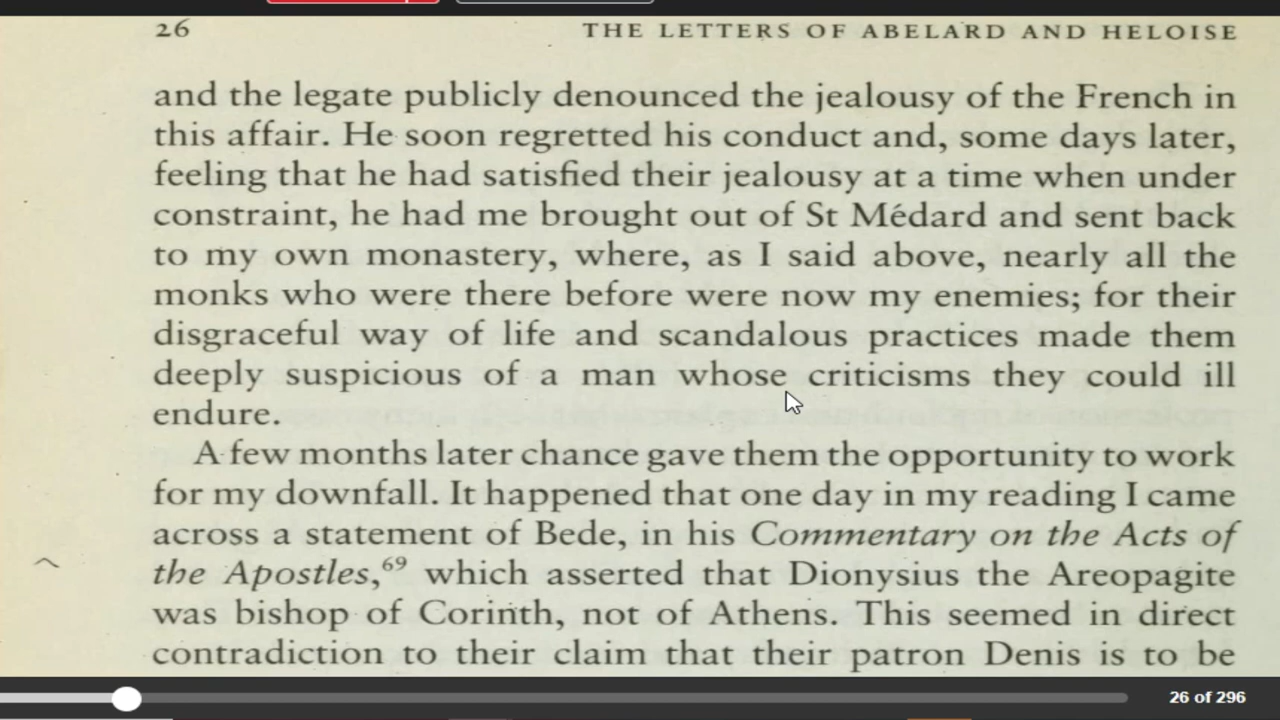 26 THE LETTERS OF ABELARD AND HELOISE
and the legate publicly denounced the jealousy of the French in
this affair. He soon regretted his conduct and, some days later,
feeling that he had satisfied their jealousy at a time when under
constraint, he had me brought out of St Médard and sent back
to my own monastery, where, as I said above, nearly all the
monks who were there before were now my enemies; for their
disgraceful way of life and scandalous practices made them
deeply suspicious of a man whose criticisms they could ill
endure.
A few months later chance gave them the opportunity to work
for my downfall. It happened that one day in my reading I came
across a statement of Bede, in his Commentary on the Acts of
the Apostles,69 which asserted that Dionysius the Areopagite
was bishop of Corinth, not of Athens. This seemed in direct
contradiction to their claim that their patron Denis is to be
26 of 296